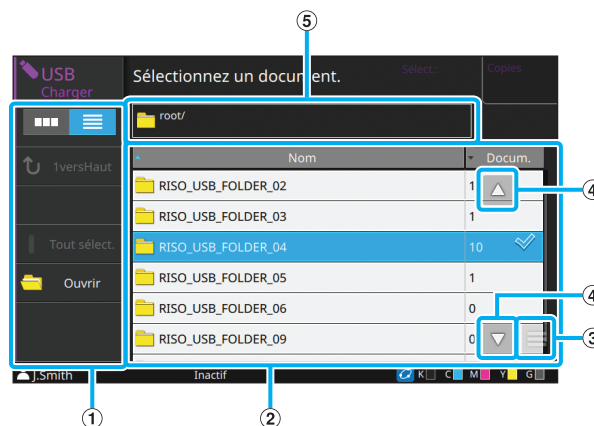 ⑤
USB
Charger
Sélectionnez un document.
Sélect.:
Copies
root/
1versHaut
Tout sélect.
Ouvrir
Nom
Docum.
RISO_USB_FOLDER_02 1
RISO_USB_FOLDER_03 1
RISO_USB_FOLDER_04 10
RISO_USB_FOLDER_05 1
RISO_USB_FOLDER_06 0
RISO_USB_FOLDER_09 0
④
④
③
J.Smith
Inactif
K C M Y G
① ②